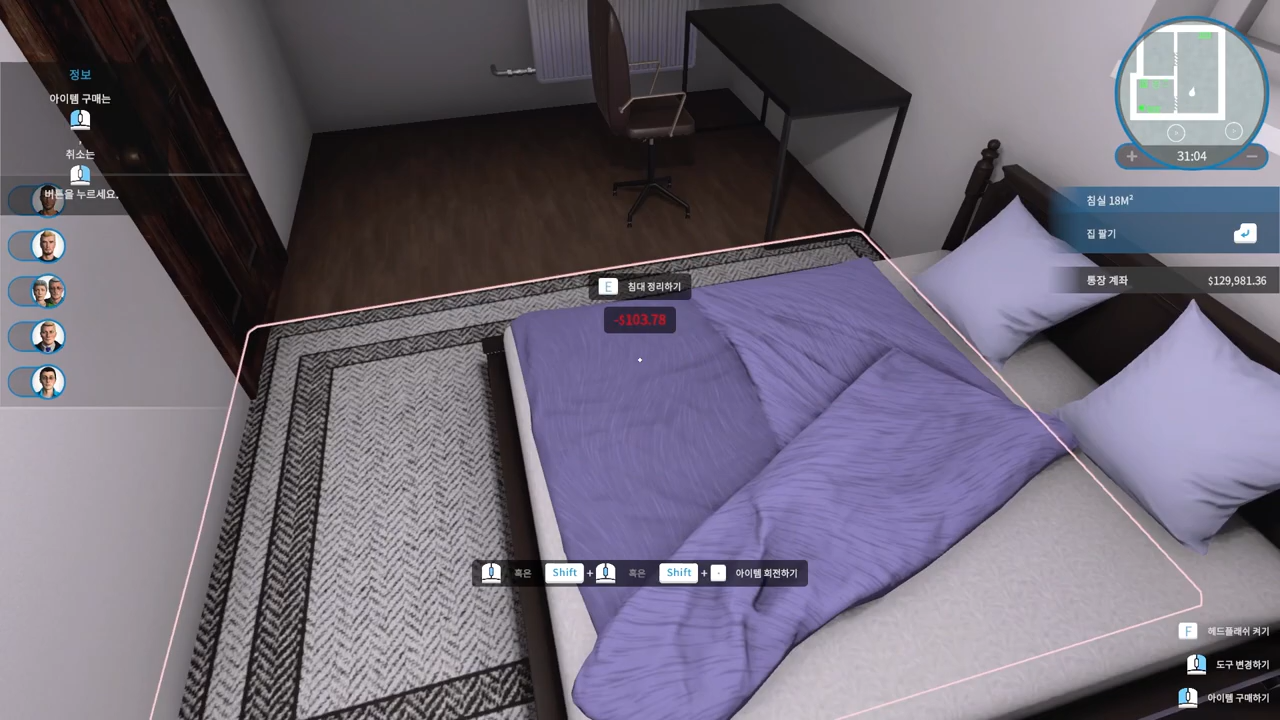 정보
아이템 구매는
취소는
버튼을 누르세요.
31:04
침실 18M²
집 팔기
통장 계좌 $129,981.36
E 침대 정리하기
-$103.78
혹은 Shift + 혹은 Shift + · 아이템 회전하기
F 헤드플래쉬 켜기
도구 변경하기
아이템 구매하기